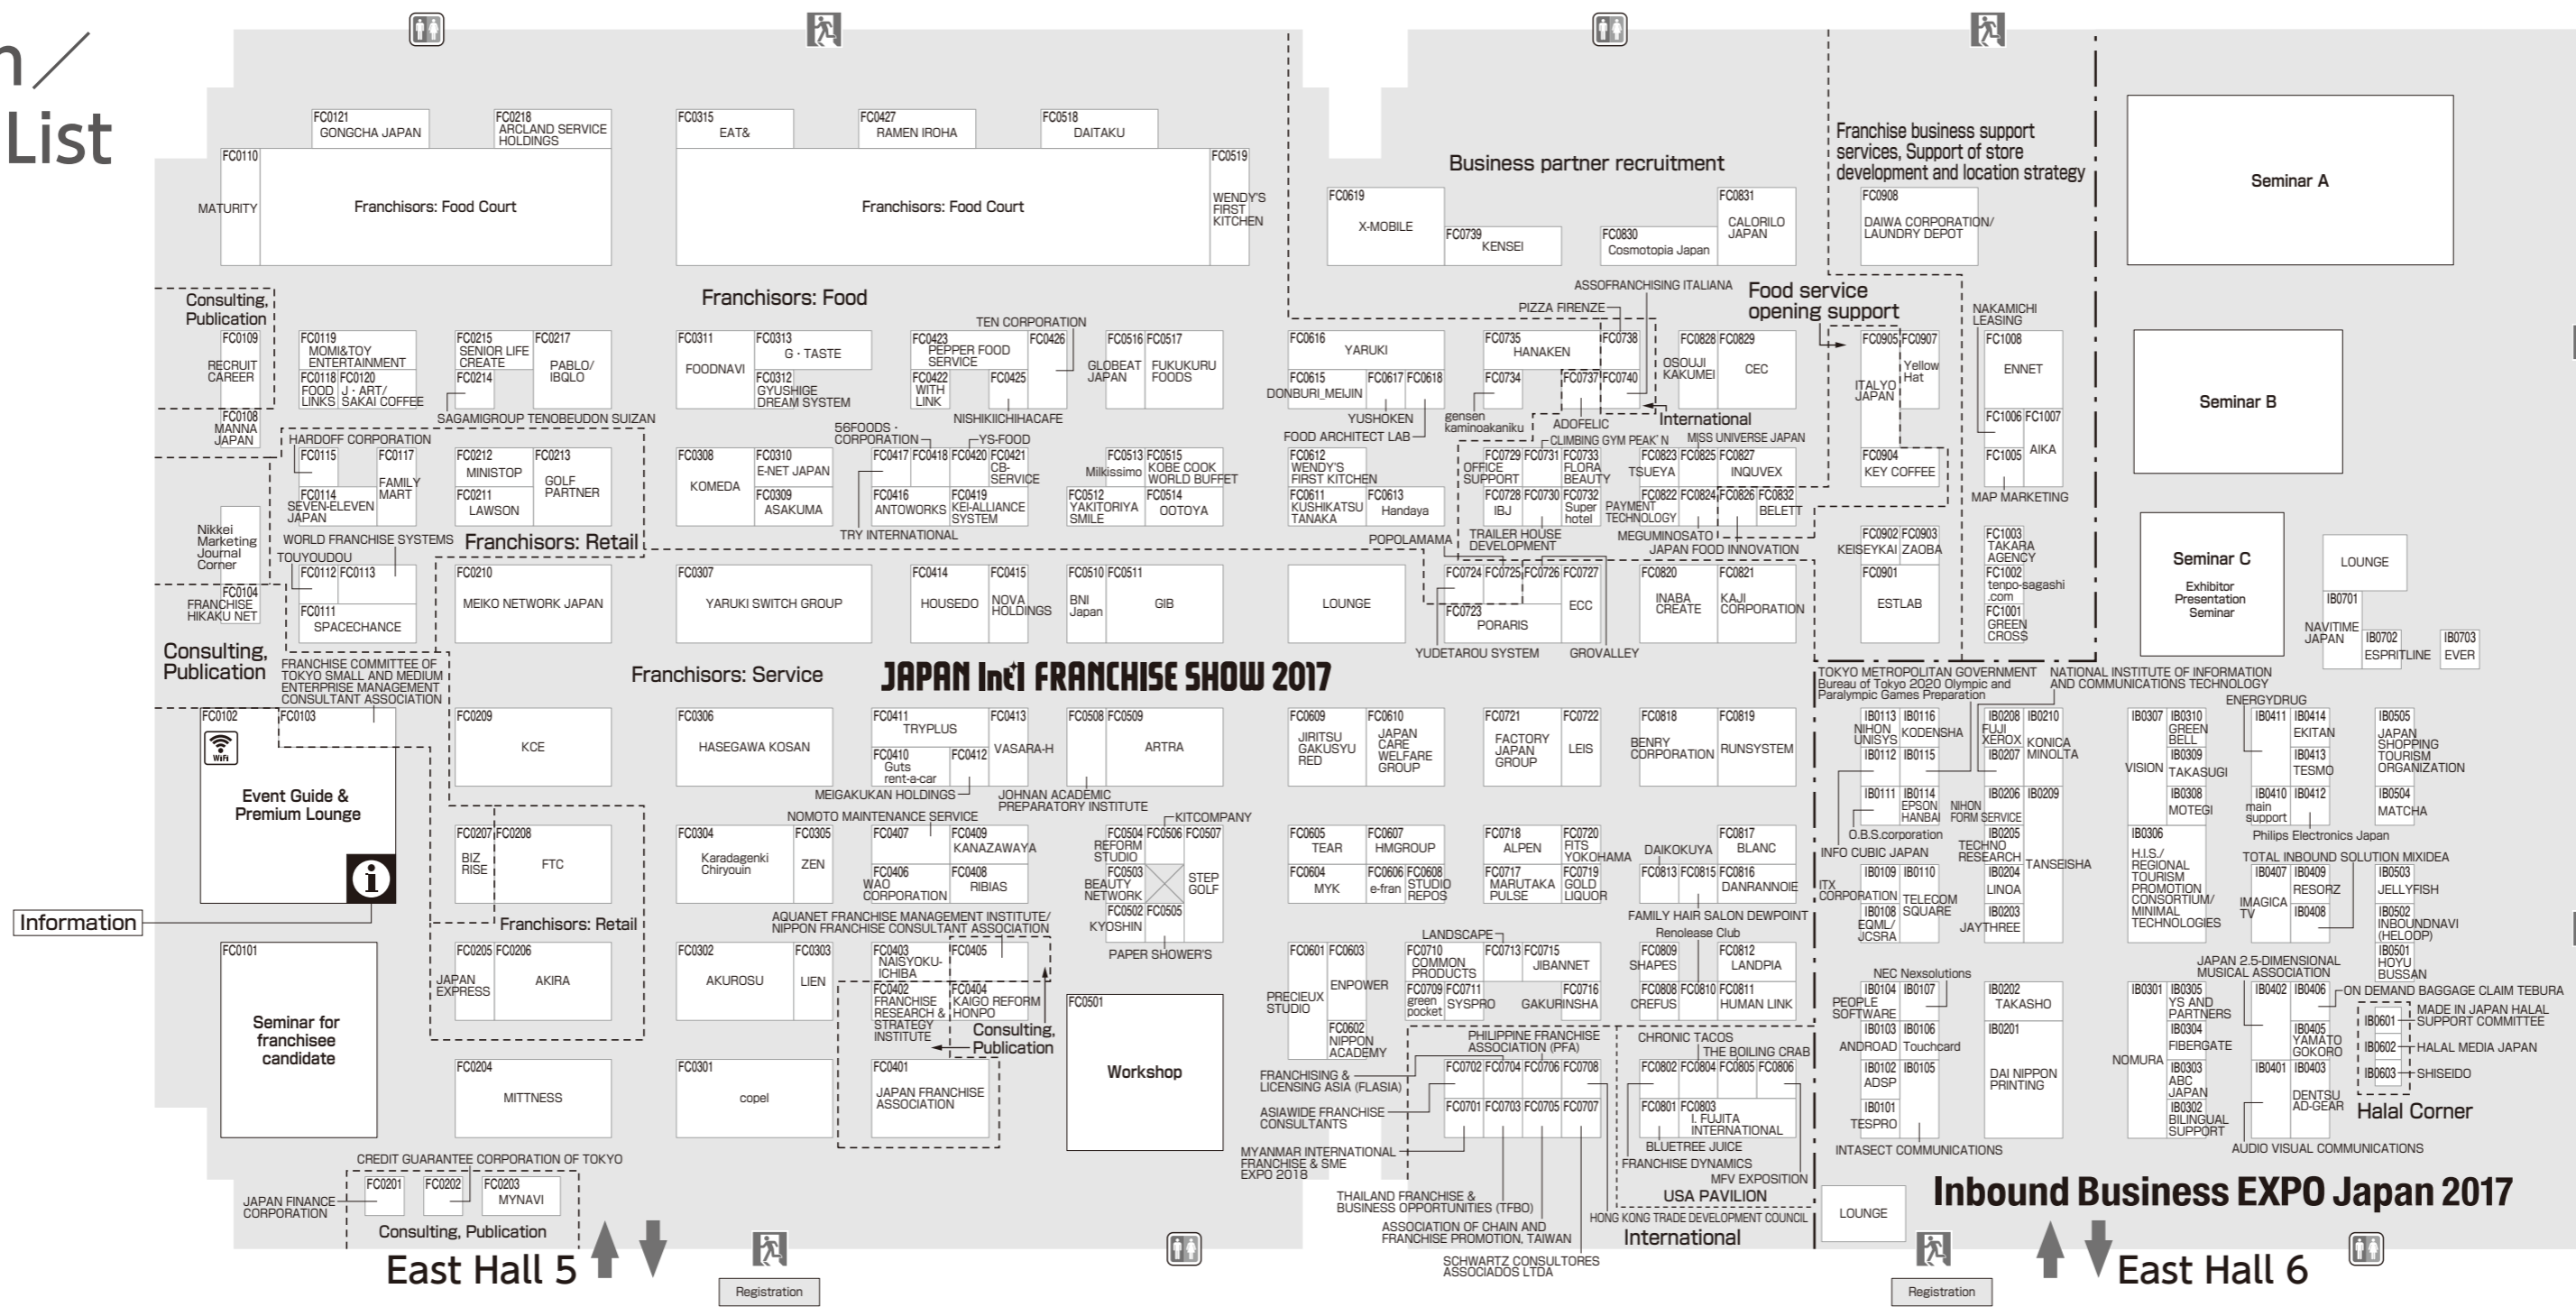 n／
List
FC0121
GONGCHA JAPAN
FC0218
ARCLAND SERVICE
HOLDINGS
FC0315
EAT&
FC0427
RAMEN IROHA
FC0518
DAITAKU
FC0110
MATURITY
Franchisors: Food Court
Franchisors: Food Court
FC0519
WENDY'S
FIRST
KITCHEN
Business partner recruitment
FC0619
X-MOBILE
FC0739
KENSEI
FC0830
Cosmotopia Japan
FC0831
CALORILO
JAPAN
Franchise business support
services, Support of store
development and location strategy
FC0908
DAIWA CORPORATION/
LAUNDRY DEPOT
Seminar A
Consulting,
Publication
FC0109
RECRUIT
CAREER
FC0108
MANNA
JAPAN
Franchisors: Food
FC0119
MOMI&TOY
ENTERTAINMENT
FC0118
FOOD
LINKS
FC0120
J・ART/
SAKAI COFFEE
FC0215
SENIOR LIFE
CREATE
FC0214
SAGAMIGROUP TENOBEUDON SUIZAN
FC0217
PABLO/
IBQLO
FC0311
FOODNAVI
FC0313
G・TASTE
FC0312
GYUSHIGE
DREAM SYSTEM
FC0423
PEPPER FOOD
SERVICE
FC0422
WITH
LINK
FC0425
NISHIKIICHIHACAFE
TEN CORPORATION
FC0426
FC0516
GLOBEAT
JAPAN
FC0517
FUKUKURU
FOODS
FC0616
YARUKI
FC0615
DONBURI_MEIJIN
FC0617
YUSHOKEN
FC0618
FOOD ARCHITECT LAB
ASSOFRANCHISING ITALIANA
PIZZA FIRENZE
FC0735
HANAKEN
FC0738
FC0734
gensen
kaminoakaniku
FC0737
ADOFELIC
FC0740
International
FC0828
OSOUJI
KAKUMEI
FC0829
CEC
Food service
opening support
FC0905
ITALYO
JAPAN
FC0907
Yellow
Hat
NAKAMICHI
LEASING
FC1008
ENNET
FC1006
FC1007
AIKA
FC1005
MAP MARKETING
Seminar B
HARDOFF CORPORATION
FC0115
FC0117
FAMILY
MART
FC0114
SEVEN-ELEVEN
JAPAN
FC0212
MINISTOP
FC0211
LAWSON
FC0213
GOLF
PARTNER
Franchisors: Retail
FC0308
KOMEDA
FC0310
E-NET JAPAN
FC0309
ASAKUMA
56FOODS・
CORPORATION
YS-FOOD
FC0417
FC0418
FC0420
FC0421
CB-
SERVICE
FC0416
ANTOWORKS
FC0419
KEI-ALLIANCE
SYSTEM
TRY INTERNATIONAL
FC0513
Milkissimo
FC0515
KOBE COOK
WORLD BUFFET
FC0512
YAKITORIYA
SMILE
FC0514
OOTOYA
FC0612
WENDY'S
FIRST KITCHEN
FC0611
KUSHIKATSU
TANAKA
FC0613
Handaya
CLIMBING GYM PEAK`N
FC0729
OFFICE
SUPPORT
FC0731
FC0733
FLORA
BEAUTY
FC0728
IBJ
FC0730
FC0732
Super
hotel
TRAILER HOUSE
DEVELOPMENT
MISS UNIVERSE JAPAN
FC0823
TSUEYA
FC0825
FC0827
INQUVEX
FC0822
PAYMENT
TECHNOLOGY
FC0824
FC0826
FC0832
BELETT
MEGUMINOSATO
JAPAN FOOD INNOVATION
FC0904
KEY COFFEE
Nikkei
Marketing
Journal
Corner
WORLD FRANCHISE SYSTEMS
TOUYOUDOU
FC0112
FC0113
FC0111
SPACECHANCE
FC0104
FRANCHISE
HIKAKU NET
Consulting,
Publication
FC0210
MEIKO NETWORK JAPAN
FC0307
YARUKI SWITCH GROUP
FC0414
HOUSEDO
FC0415
NOVA
HOLDINGS
FC0510
BNI
Japan
FC0511
GIB
LOUNGE
POPOLAMAMA
FC0724
FC0725
FC0726
FC0727
ECC
FC0723
PORARIS
YUDETAROU SYSTEM
GROVALLEY
FC0820
INABA
CREATE
FC0821
KAJI
CORPORATION
FC0902
KEISEYKAI
FC0903
ZAOBA
FC0901
ESTLAB
FC1003
TAKARA
AGENCY
FC1002
tenpo-sagashi
.com
FC1001
GREEN
CROSS
Seminar C
Exhibitor
Presentation
Seminar
LOUNGE
IB0701
NAVITIME
JAPAN
IB0702
ESPRITLINE
IB0703
EVER
FRANCHISE COMMITTEE OF
TOKYO SMALL AND MEDIUM
ENTERPRISE MANAGEMENT
CONSULTANT ASSOCIATION
Franchisors: Service
JAPAN Int'l FRANCHISE SHOW 2017
FC0102
FC0103
WiFi
Event Guide &
Premium Lounge
i
Information
FC0209
KCE
FC0306
HASEGAWA KOSAN
FC0411
TRYPLUS
FC0410
Guts
rent-a-car
FC0412
FC0413
VASARA-H
MEIGAKUKAN HOLDINGS
FC0508
FC0509
ARTRA
JOHNAN ACADEMIC
PREPARATORY INSTITUTE
FC0609
JIRITSU
GAKUSYU
RED
FC0610
JAPAN
CARE
WELFARE
GROUP
FC0721
FACTORY
JAPAN
GROUP
FC0722
LEIS
FC0818
BENRY
CORPORATION
FC0819
RUNSYSTEM
TOKYO METROPOLITAN GOVERNMENT
Bureau of Tokyo 2020 Olympic and
Paralympic Games Preparation
NATIONAL INSTITUTE OF INFORMATION
AND COMMUNICATIONS TECHNOLOGY
IB0113
NIHON
UNISYS
IB0116
KODENSHA
IB0112
IB0115
IB0111
IB0114
EPSON
HANBAI
O.B.S.corporation
INFO CUBIC JAPAN
IB0208
FUJI
XEROX
IB0210
KONICA
MINOLTA
IB0207
IB0206
NIHON
FORM SERVICE
IB0209
TANSEISHA
IB0205
TECHNO
RESEARCH
IB0204
LINOA
IB0203
JAYTHREE
IB0307
VISION
IB0310
GREEN
BELL
IB0309
TAKASUGI
IB0308
MOTEGI
ENERGYDRUG
IB0411
IB0414
EKITAN
IB0413
TESMO
IB0410
main
support
IB0412
Philips Electronics Japan
IB0505
JAPAN
SHOPPING
TOURISM
ORGANIZATION
IB0504
MATCHA
FC0207
BIZ
RISE
FC0208
FTC
Franchisors: Retail
FC0304
Karadagenki
Chiryouin
FC0305
ZEN
NOMOTO MAINTENANCE SERVICE
FC0407
FC0409
KANAZAWAYA
FC0406
WAO
CORPORATION
FC0408
RIBIAS
KITCOMPANY
FC0504
REFORM
STUDIO
FC0506
FC0507
STEP
GOLF
FC0503
BEAUTY
NETWORK
FC0502
KYOSHIN
FC0505
PAPER SHOWER'S
FC0605
TEAR
FC0607
HMGROUP
FC0604
MYK
FC0606
e-fran
FC0608
STUDIO
REPOS
FC0718
ALPEN
FC0720
FITS
YOKOHAMA
FC0717
MARUTAKA
PULSE
FC0719
GOLD
LIQUOR
DAIKOKUYA
FC0817
BLANC
FC0813
FC0815
FC0816
DANRANNOIE
FAMILY HAIR SALON DEWPOINT
IB0109
ITX
CORPORATION
IB0110
TELECOM
SQUARE
IB0108
EQML/
JCSRA
IB0306
H.I.S./
REGIONAL
TOURISM
PROMOTION
CONSORTIUM/
MINIMAL
TECHNOLOGIES
TOTAL INBOUND SOLUTION MIXIDEA
IB0407
IMAGICA
TV
IB0409
RESORZ
IB0408
IB0503
JELLYFISH
IB0502
INBOUNDNAVI
(HELOOP)
IB0501
HOYU
BUSSAN
FC0101
Seminar for
franchisee
candidate
FC0205
JAPAN
EXPRESS
FC0206
AKIRA
FC0302
AKUROSU
FC0303
LIEN
AQUANET FRANCHISE MANAGEMENT INSTITUTE/
NIPPON FRANCHISE CONSULTANT ASSOCIATION
FC0403
NAISYOKU-
ICHIBA
FC0405
FC0402
FRANCHISE
RESEARCH &
STRATEGY
INSTITUTE
FC0404
KAIGO REFORM
HONPO
Consulting,
Publication
FC0501
Workshop
FC0601
PRECIEUX
STUDIO
FC0603
ENPOWER
FC0602
NIPPON
ACADEMY
LANDSCAPE
FC0710
COMMON
PRODUCTS
FC0713
FC0715
JIBANNET
FC0709
green
pocket
FC0711
SYSPRO
FC0716
GAKURINSHA
Renolease Club
FC0809
SHAPES
FC0812
LANDPIA
FC0808
CREFUS
FC0810
FC0811
HUMAN LINK
NEC Nexsolutions
IB0104
PEOPLE
SOFTWARE
IB0107
IB0103
ANDROAD
IB0106
Touchcard
IB0102
ADSP
IB0105
IB0101
TESPRO
INTASECT COMMUNICATIONS
IB0202
TAKASHO
IB0201
DAI NIPPON
PRINTING
IB0301
NOMURA
IB0305
YS AND
PARTNERS
IB0304
FIBERGATE
IB0303
ABC
JAPAN
IB0302
BILINGUAL
SUPPORT
JAPAN 2.5-DIMENSIONAL
MUSICAL ASSOCIATION
IB0402
IB0406
ON DEMAND BAGGAGE CLAIM TEBURA
IB0405
YAMATO
GOKORO
IB0401
IB0403
DENTSU
AD-GEAR
AUDIO VISUAL COMMUNICATIONS
IB0601
MADE IN JAPAN HALAL
SUPPORT COMMITTEE
IB0602
HALAL MEDIA JAPAN
IB0603
SHISEIDO
Halal Corner
FC0204
MITTNESS
FC0301
copel
FC0401
JAPAN FRANCHISE
ASSOCIATION
PHILIPPINE FRANCHISE
ASSOCIATION (PFA)
FRANCHISING &
LICENSING ASIA (FLASIA)
FC0702
FC0704
FC0706
FC0708
ASIAWIDE FRANCHISE
CONSULTANTS
FC0701
FC0703
FC0705
FC0707
MYANMAR INTERNATIONAL
FRANCHISE & SME
EXPO 2018
THAILAND FRANCHISE &
BUSINESS OPPORTUNITIES (TFBO)
ASSOCIATION OF CHAIN AND
FRANCHISE PROMOTION, TAIWAN
SCHWARTZ CONSULTORES
ASSOCIADOS LTDA
HONG KONG TRADE DEVELOPMENT COUNCIL
CHRONIC TACOS
THE BOILING CRAB
FC0802
FC0804
FC0805
FC0806
FC0801
FC0803
I. FUJITA
INTERNATIONAL
BLUETREE JUICE
FRANCHISE DYNAMICS
MFV EXPOSITION
USA PAVILION
International
LOUNGE
Inbound Business EXPO Japan 2017
CREDIT GUARANTEE CORPORATION OF TOKYO
FC0201
JAPAN FINANCE
CORPORATION
FC0202
FC0203
MYNAVI
Consulting, Publication
East Hall 5
Registration
East Hall 6
Registration